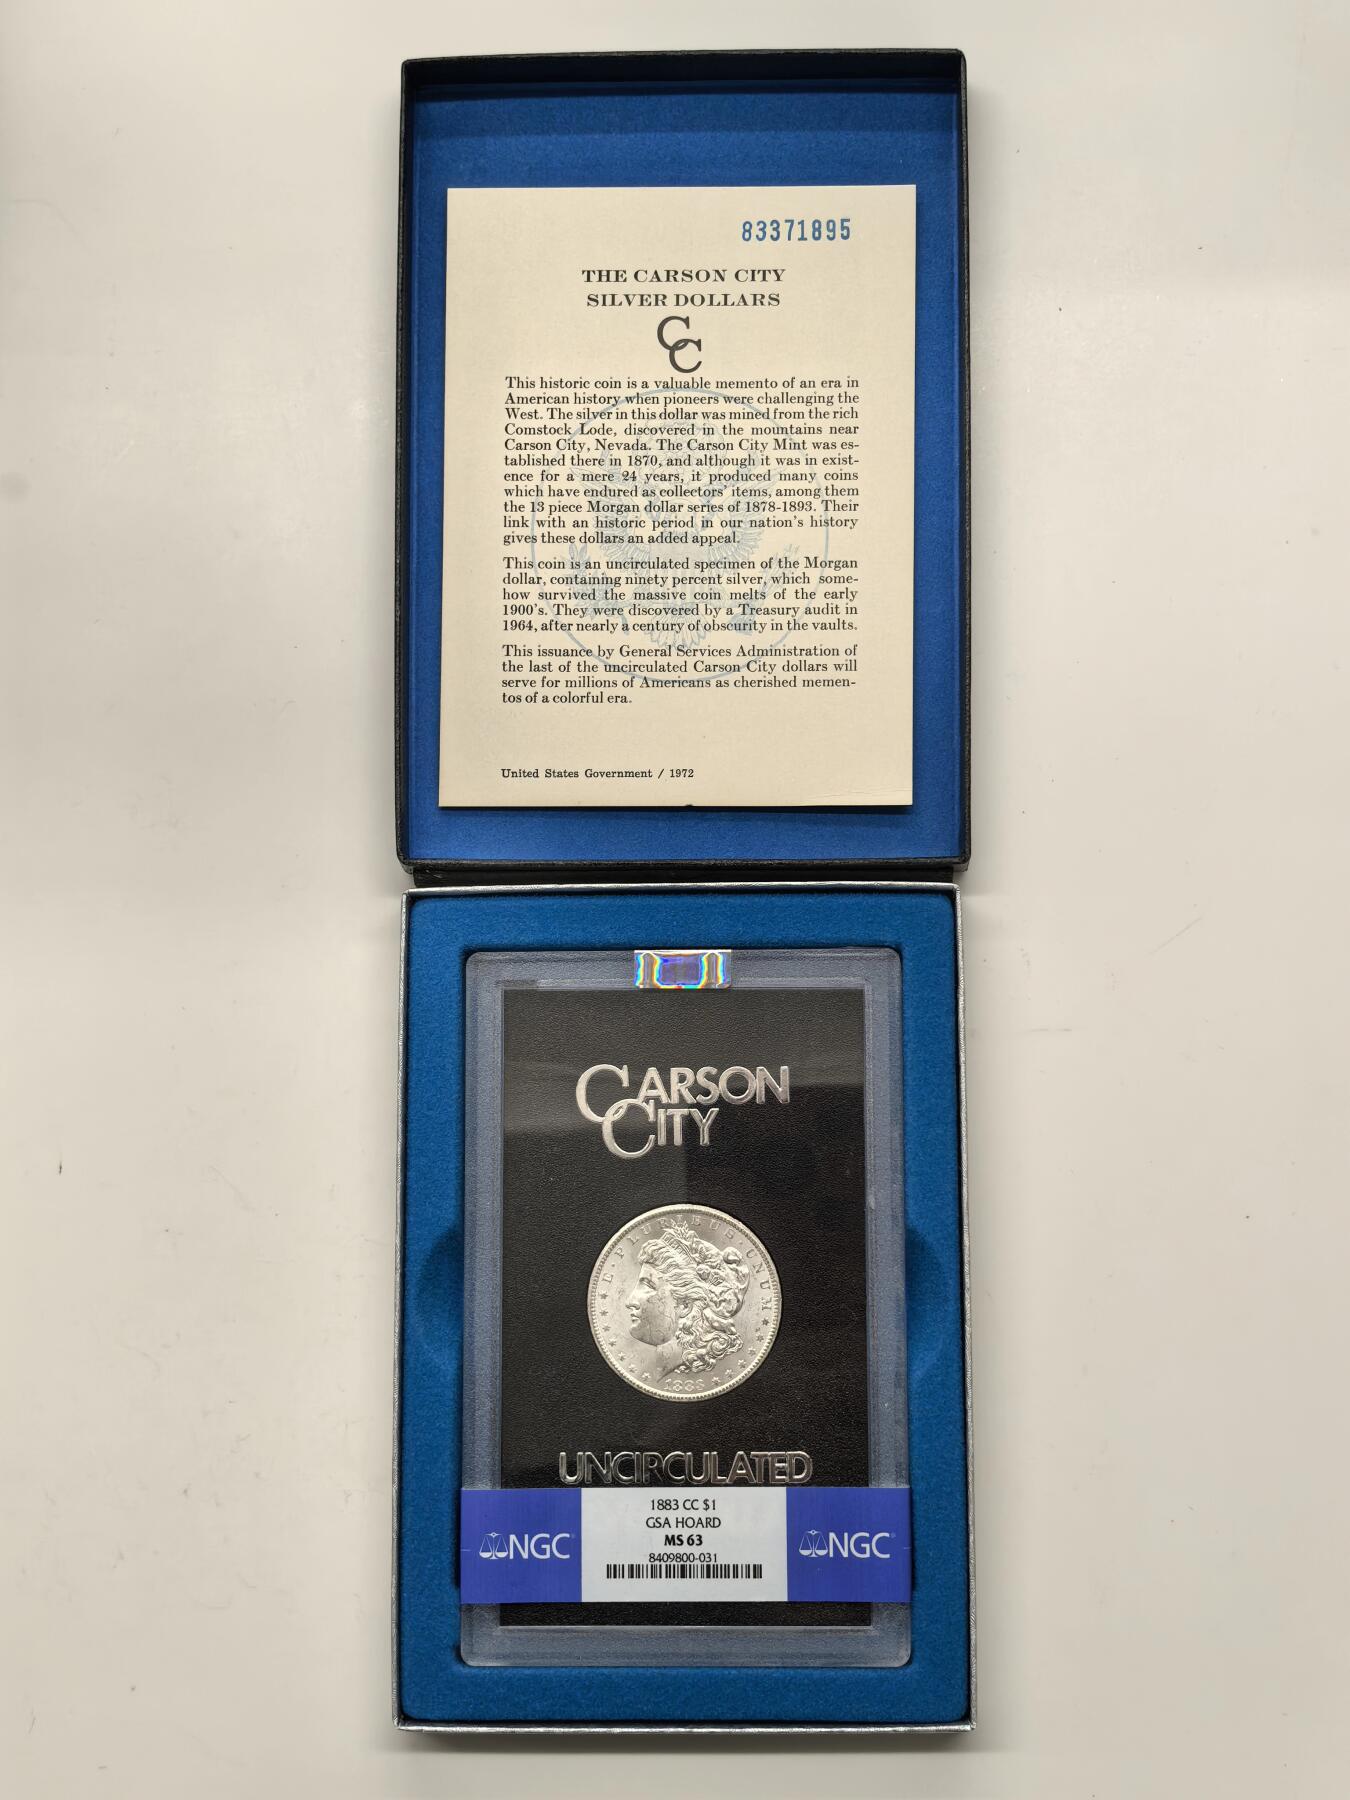 83371895
THE CARSON CITY
SILVER DOLLARS
CC
This historic coin is a valuable memento of an era in
American history when pioneers were challenging the
West. The silver in this dollar was mined from the rich
Comstock Lode, discovered in the mountains near
Carson City, Nevada. The Carson City Mint was es-
tablished there in 1870, and although it was in exist-
ence for a mere 24 years, it produced many coins
which have endured as collectors' items, among them
the 13 piece Morgan dollar series of 1878-1893. Their
link with an historic period in our nation's history
gives these dollars an added appeal.
This coin is an uncirculated specimen of the Morgan
dollar, containing ninety percent silver, which some-
how survived the massive coin melts of the early
1900's. They were discovered by a Treasury audit in
1964, after nearly a century of obscurity in the vaults.
This issuance by General Services Administration of
the last of the uncirculated Carson City dollars will
serve for millions of Americans as cherished memen-
tos of a colorful era.
United States Government / 1972
CARSON
CITY
E·PLURIBUS·UNUM
1883
UNCIRCULATED
NGC
1883 CC $1
GSA HOARD
MS 63
8409800-031
NGC